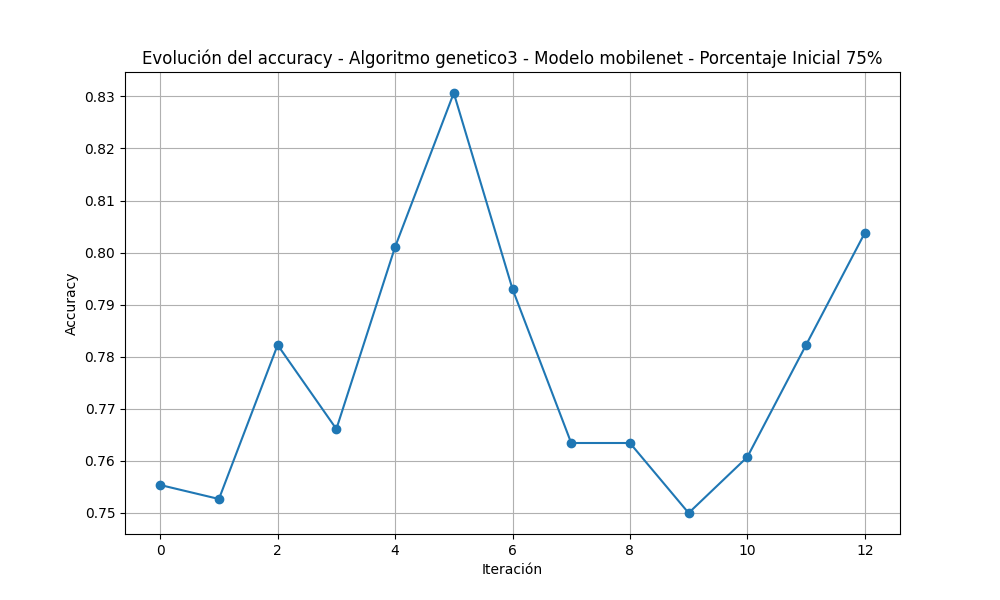 Evolución del accuracy - Algoritmo genetico3 - Modelo mobilenet - Porcentaje Inicial 75%
Accuracy
0.83
0.82
0.81
0.80
0.79
0.78
0.77
0.76
0.75
0 2 4 6 8 10 12
Iteración